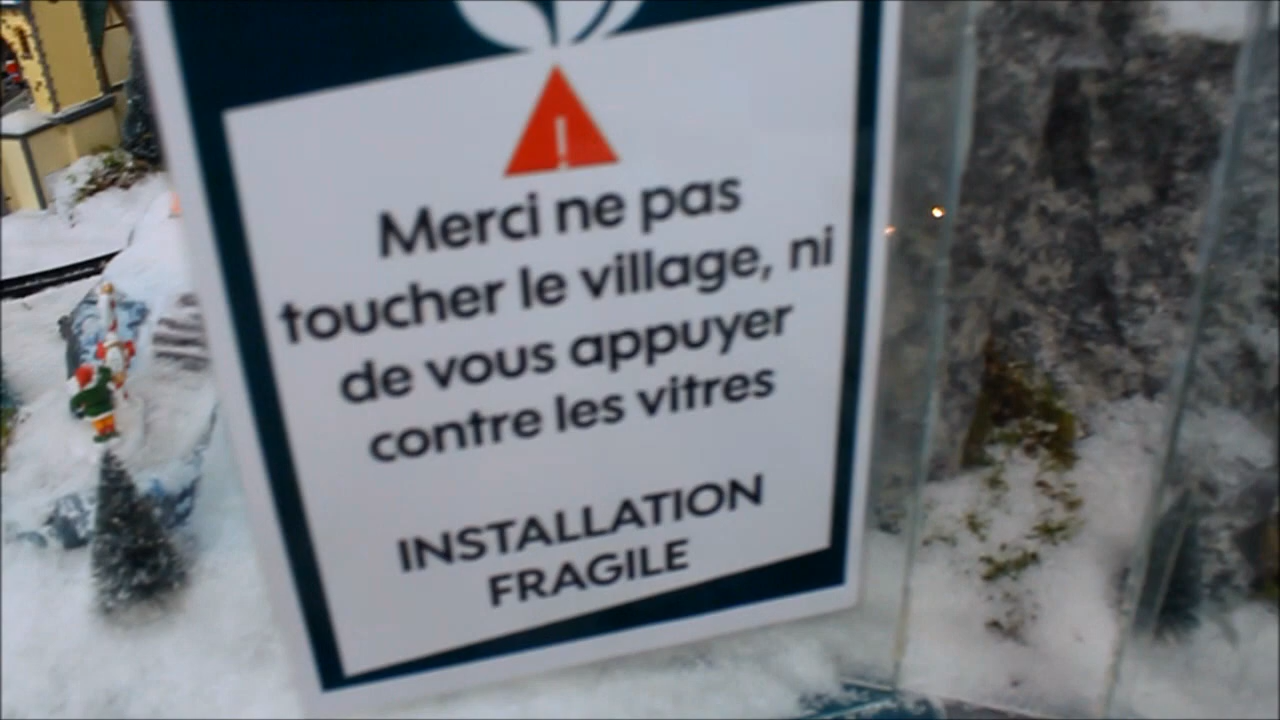 Merci ne pas
toucher le village, ni
de vous appuyer
contre les vitres
INSTALLATION
FRAGILE